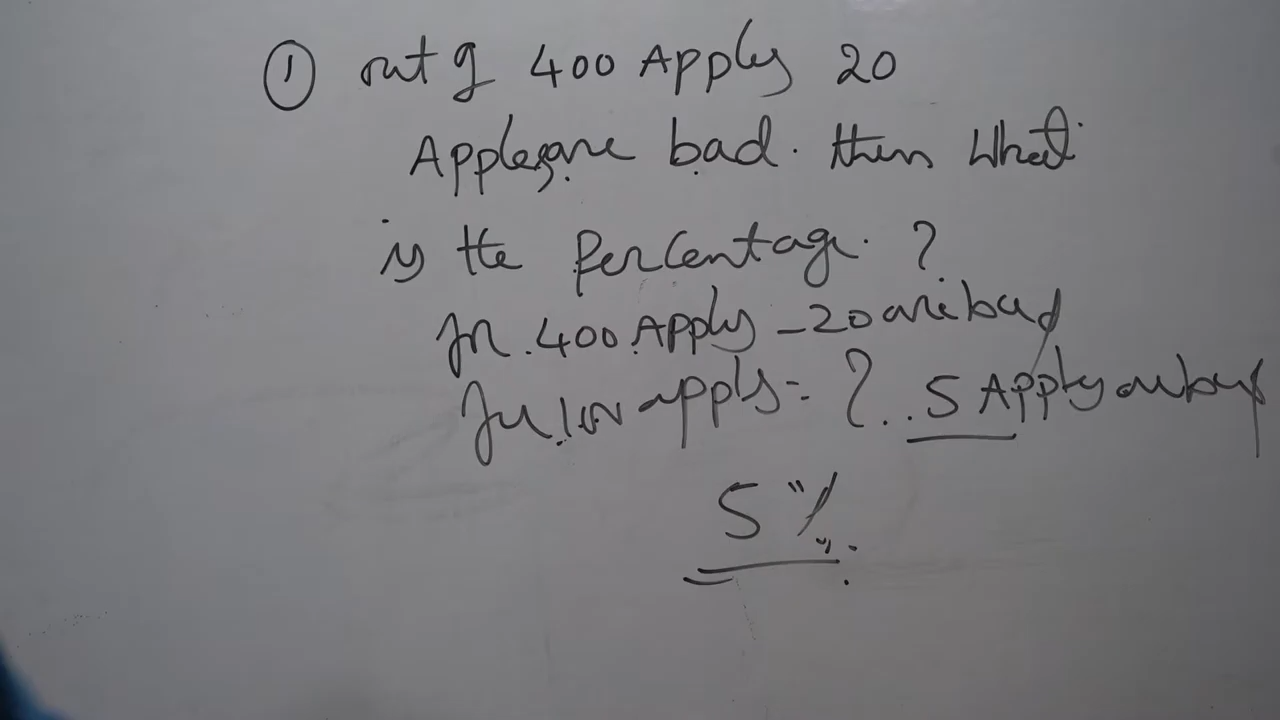 ① out of 400 Apples 20
Apples are bad. then What
is the Percentage. ?
In. 400 Apples - 20 are bad
In 100 apples = ? .. 5 Apples are bad
5%.